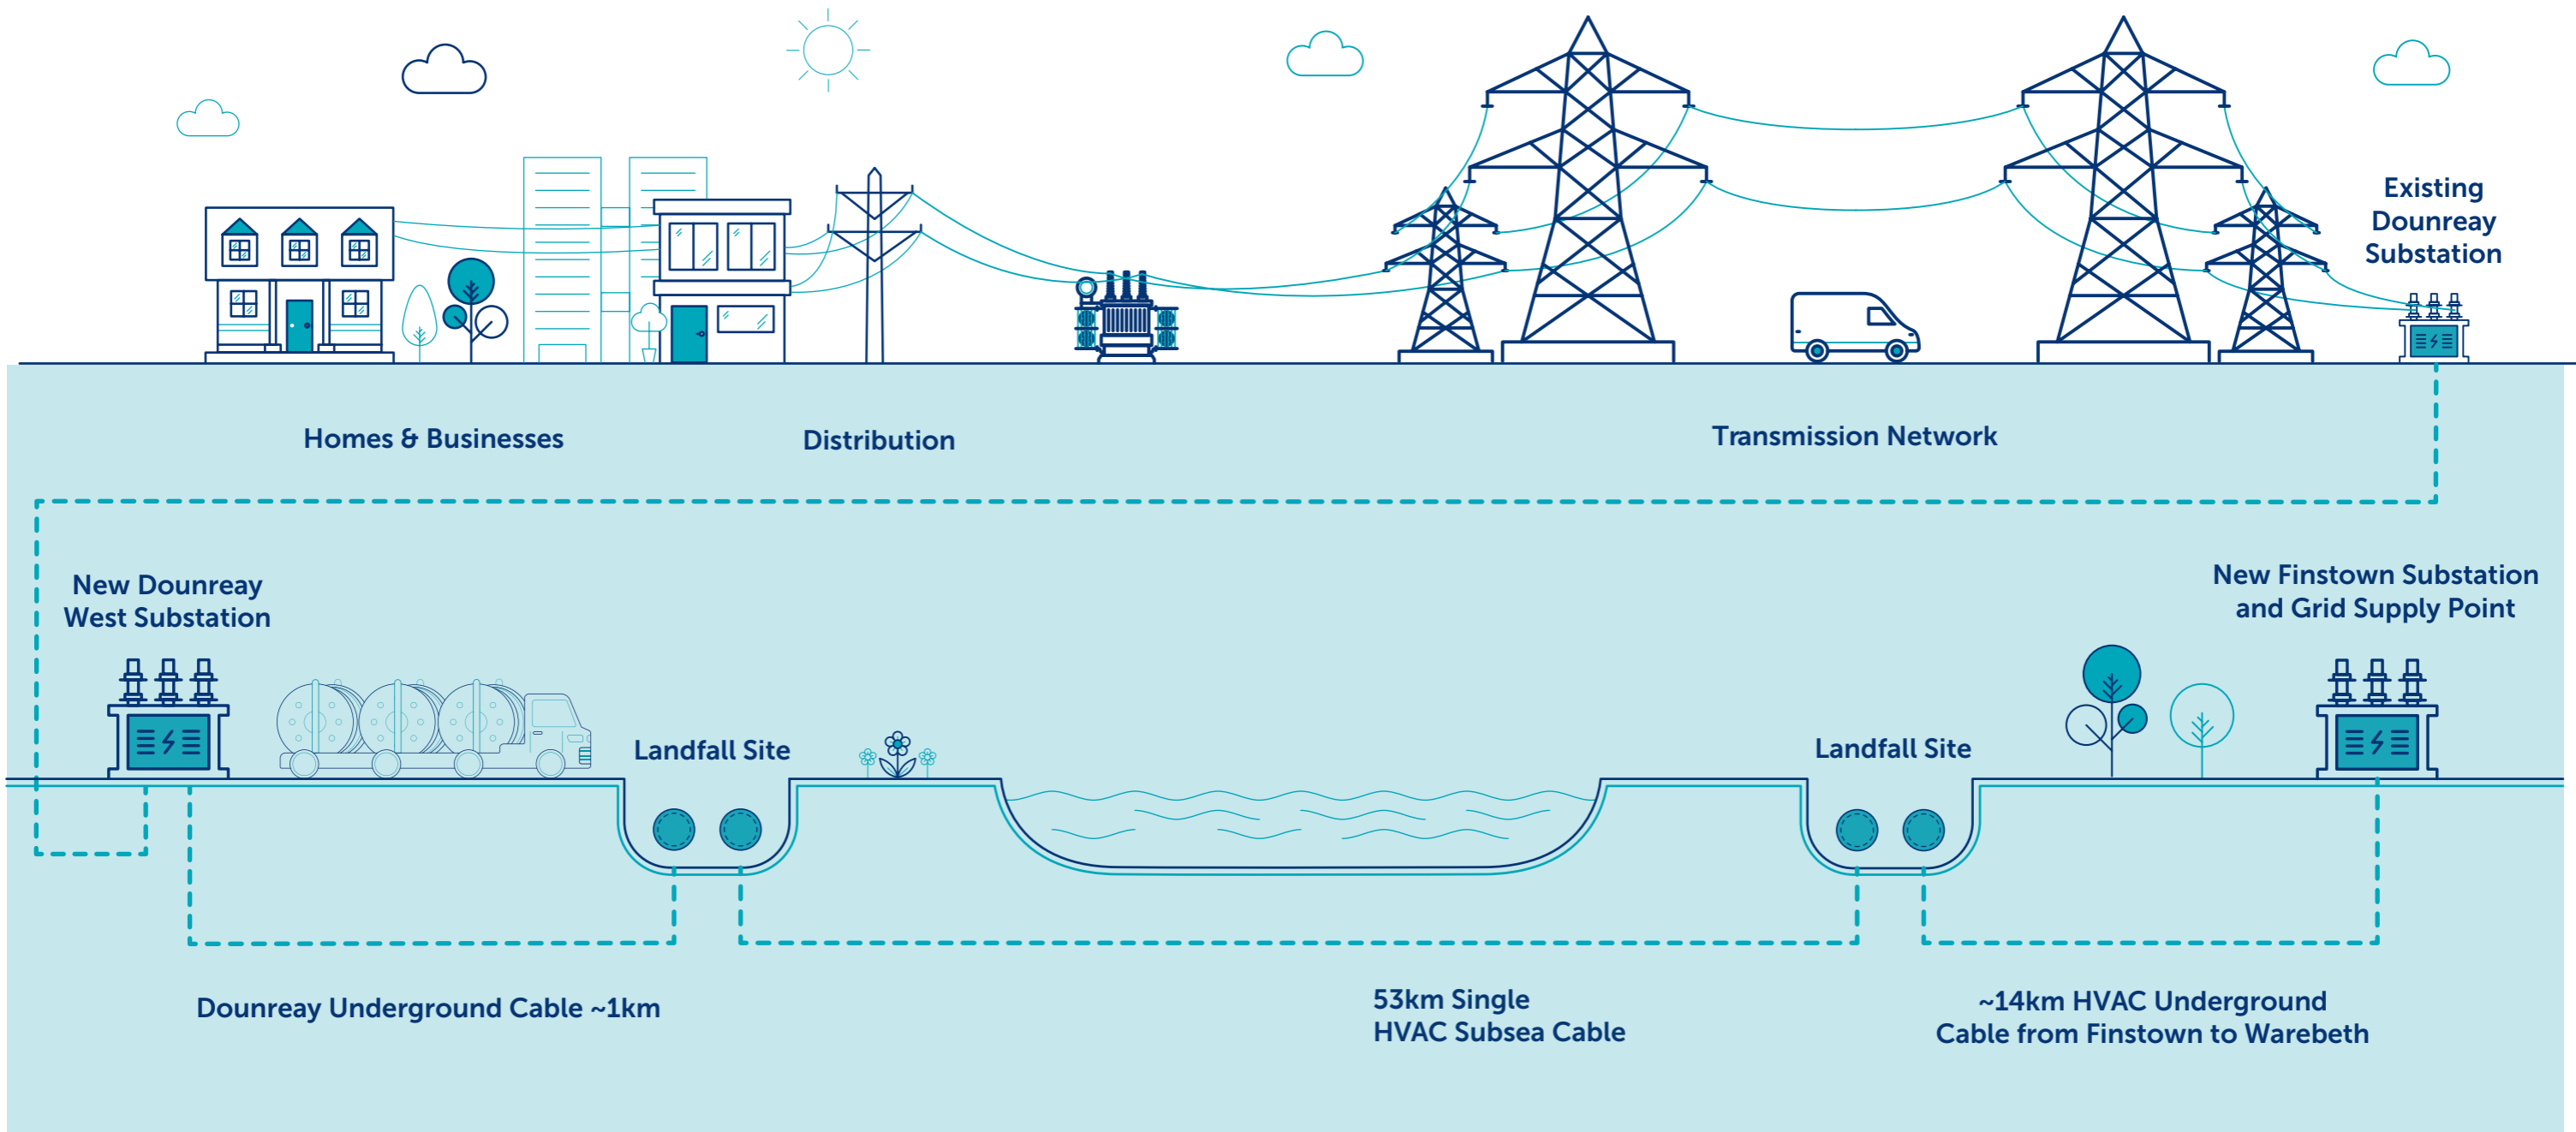 Existing
Dounreay
Substation
Homes & Businesses
Distribution
Transmission Network
New Dounreay
West Substation
New Finstown Substation
and Grid Supply Point
Landfall Site
Landfall Site
Dounreay Underground Cable ~1km
53km Single
HVAC Subsea Cable
~14km HVAC Underground
Cable from Finstown to Warebeth